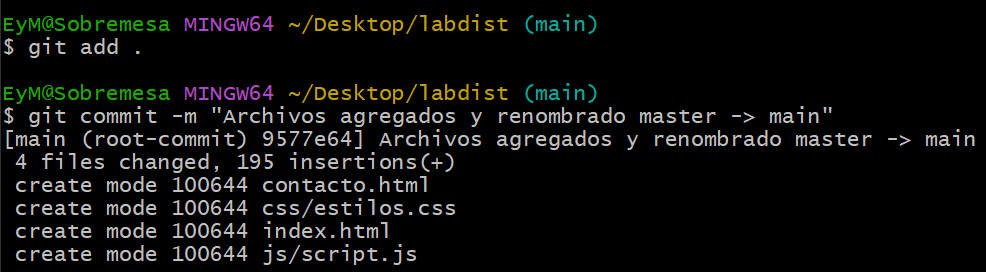 EyM@Sobremesa MINGW64 ~/Desktop/labdist (main)
$ git add .
EyM@Sobremesa MINGW64 ~/Desktop/labdist (main)
$ git commit -m "Archivos agregados y renombrado master -> main"
[main (root-commit) 9577e64] Archivos agregados y renombrado master -> main
 4 files changed, 195 insertions(+)
 create mode 100644 contacto.html
 create mode 100644 css/estilos.css
 create mode 100644 index.html
 create mode 100644 js/script.js